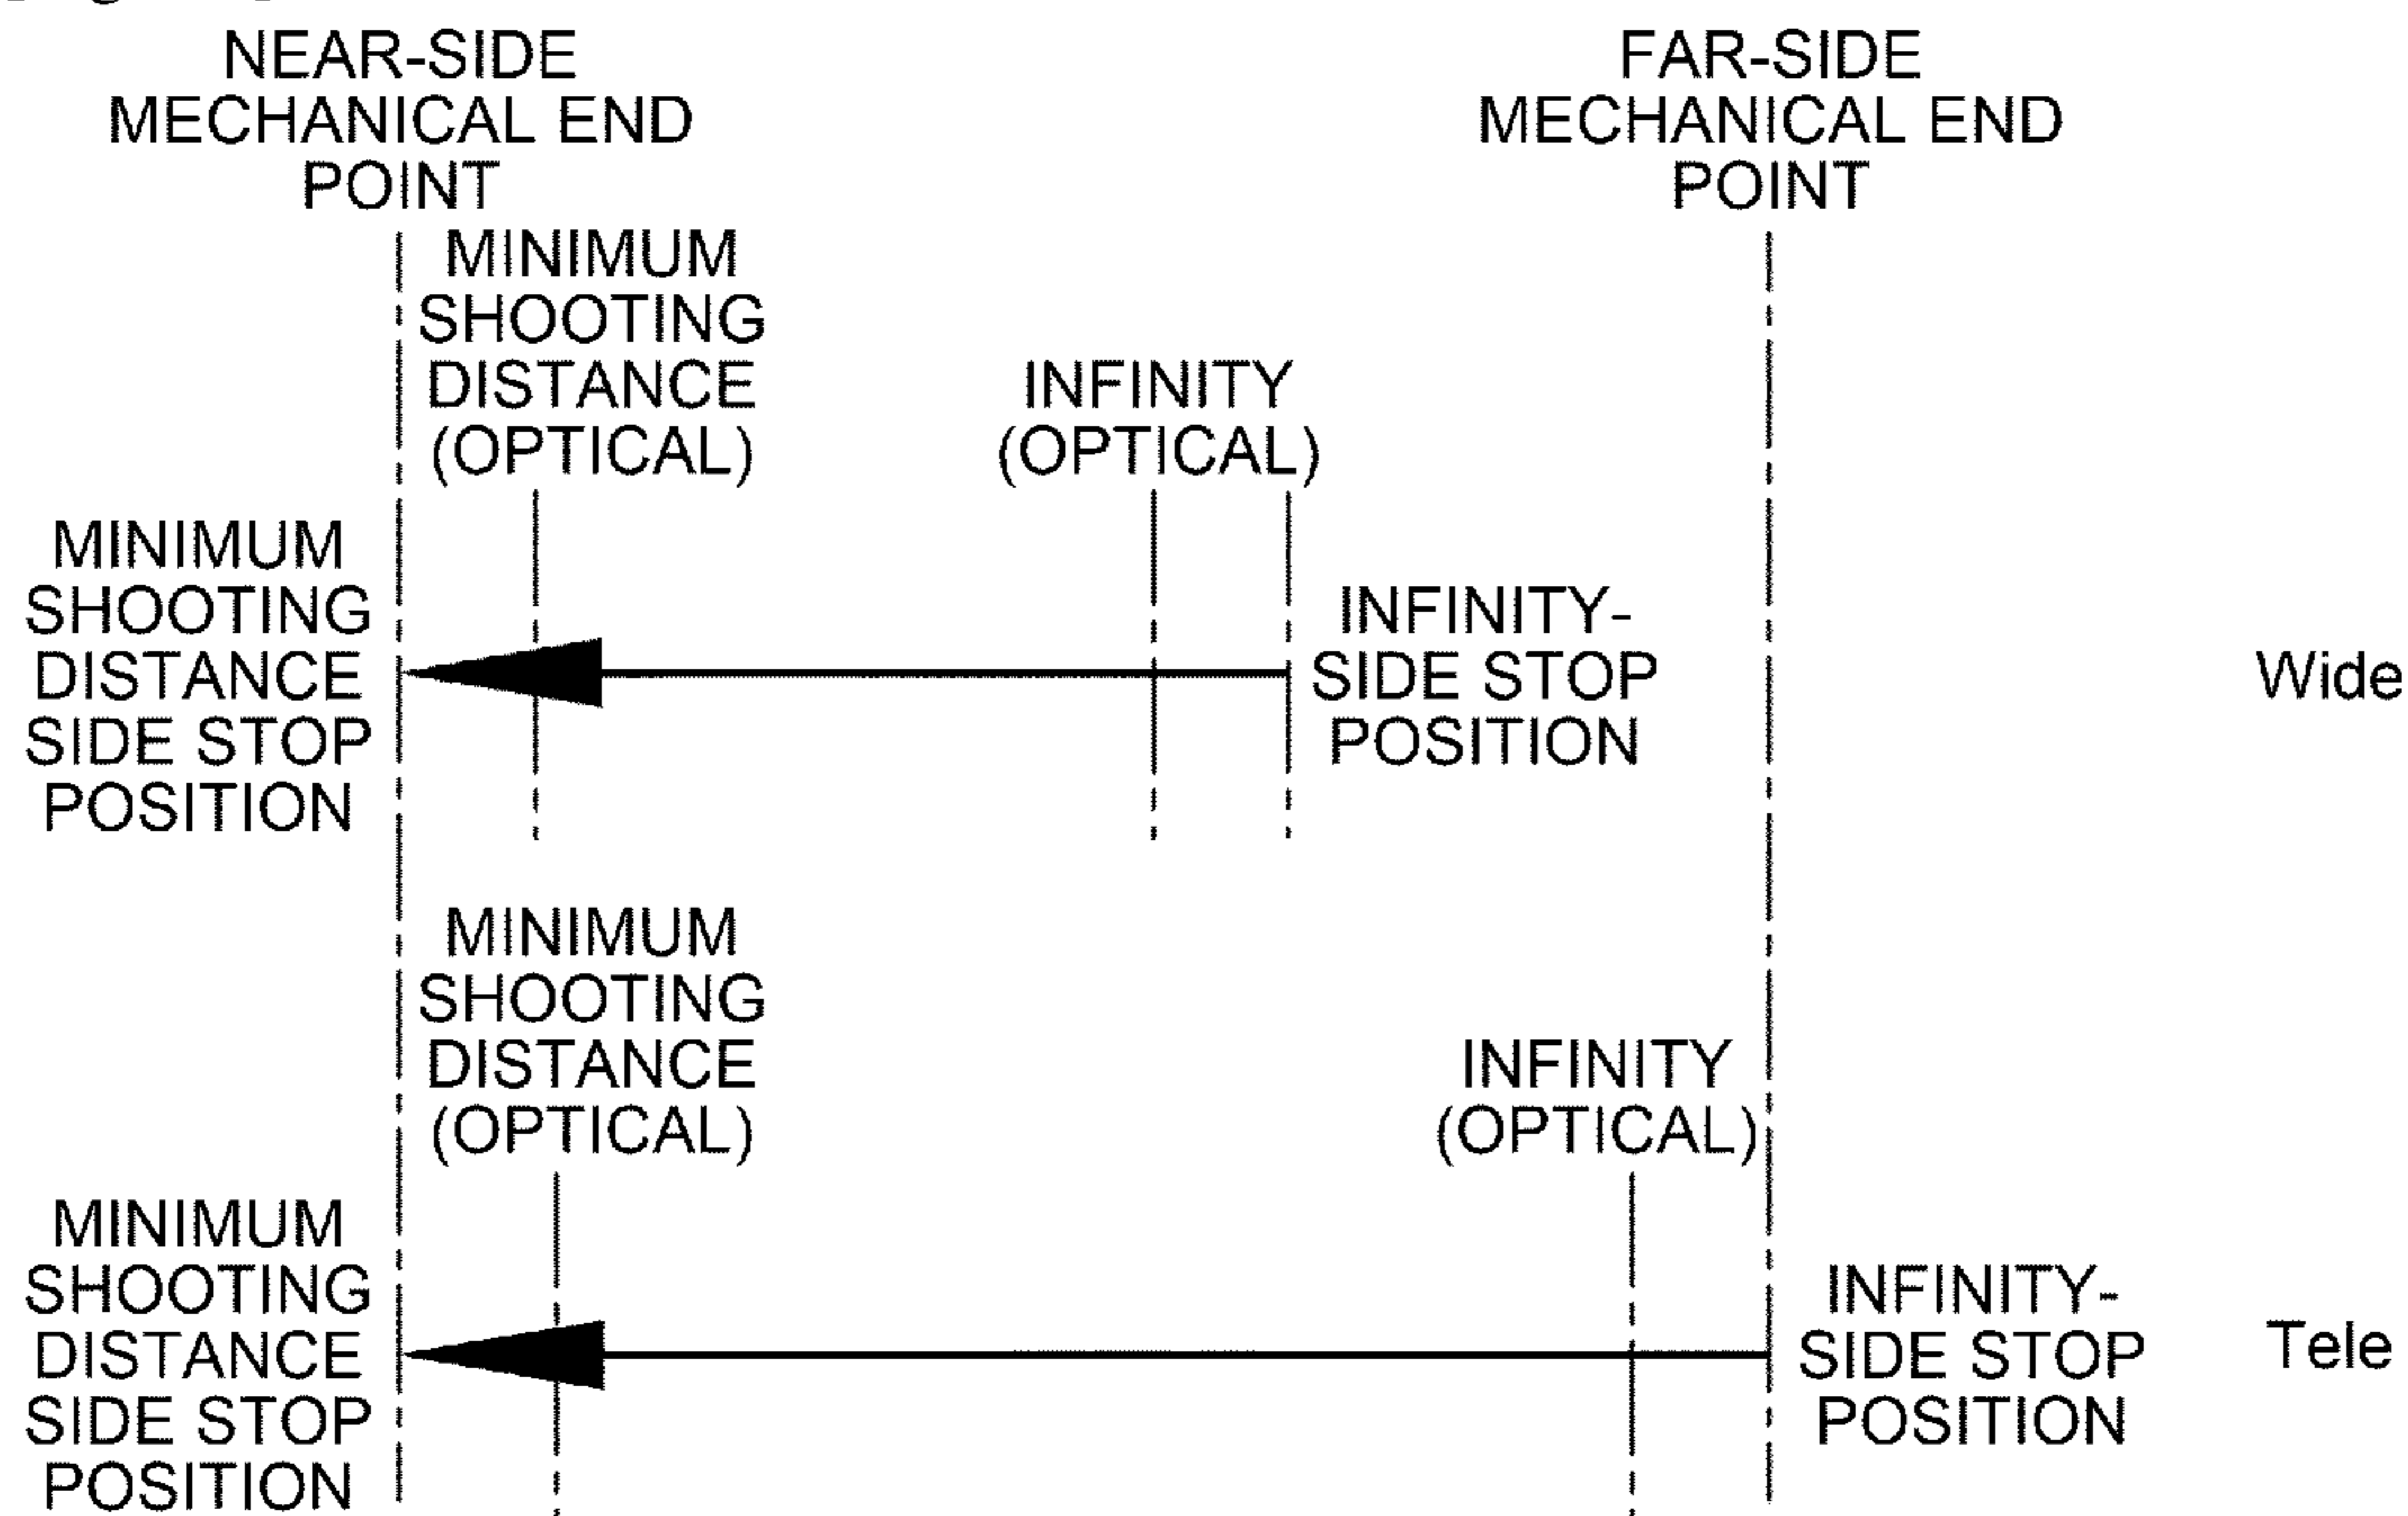 NEAR-SIDE
MECHANICAL END
POINT
FAR-SIDE
MECHANICAL END
POINT
MINIMUM
SHOOTING
DISTANCE
(OPTICAL)
INFINITY
(OPTICAL)
MINIMUM
SHOOTING
DISTANCE
SIDE STOP
POSITION
INFINITY-
SIDE STOP
POSITION
Wide
MINIMUM
SHOOTING
DISTANCE
(OPTICAL)
INFINITY
(OPTICAL)
MINIMUM
SHOOTING
DISTANCE
SIDE STOP
POSITION
INFINITY-
SIDE STOP
POSITION
Tele